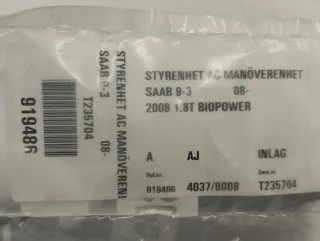 STYRENHET AC MANÖVERENHET
SAAB 9-3 08-
2008 1.8T BIOPOWER
A AJ INLAG
919486 4037/8008 T235704
STYRENHET AC MANÖVERENH
SAAB 9-3 08-
T235704
919486